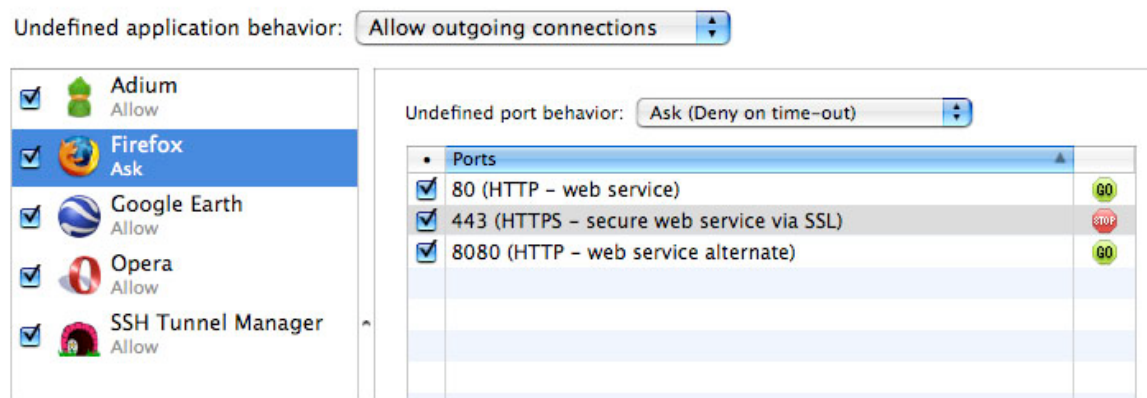 Undefined application behavior: Allow outgoing connections
Adium
Allow
Firefox
Ask
Google Earth
Allow
Opera
Allow
SSH Tunnel Manager
Allow
Undefined port behavior: Ask (Deny on time-out)
• Ports
80 (HTTP – web service) GO
443 (HTTPS – secure web service via SSL) STOP
8080 (HTTP – web service alternate) GO